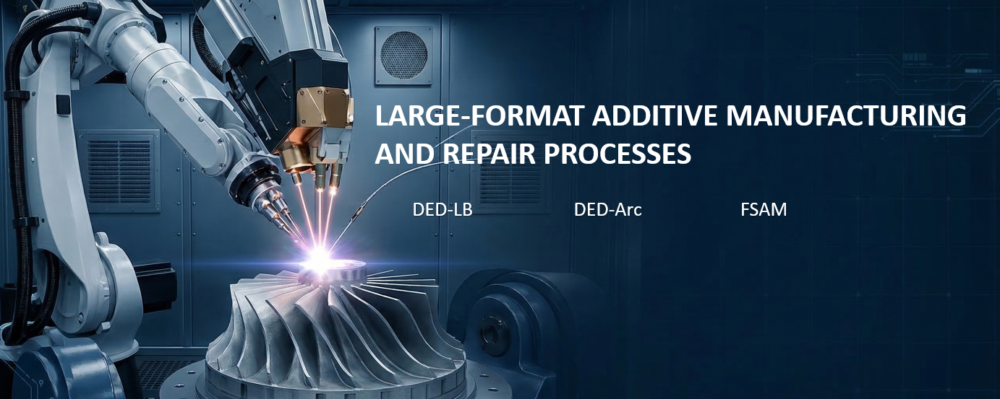 LARGE-FORMAT ADDITIVE MANUFACTURING
AND REPAIR PROCESSES
DED-LB DED-Arc FSAM